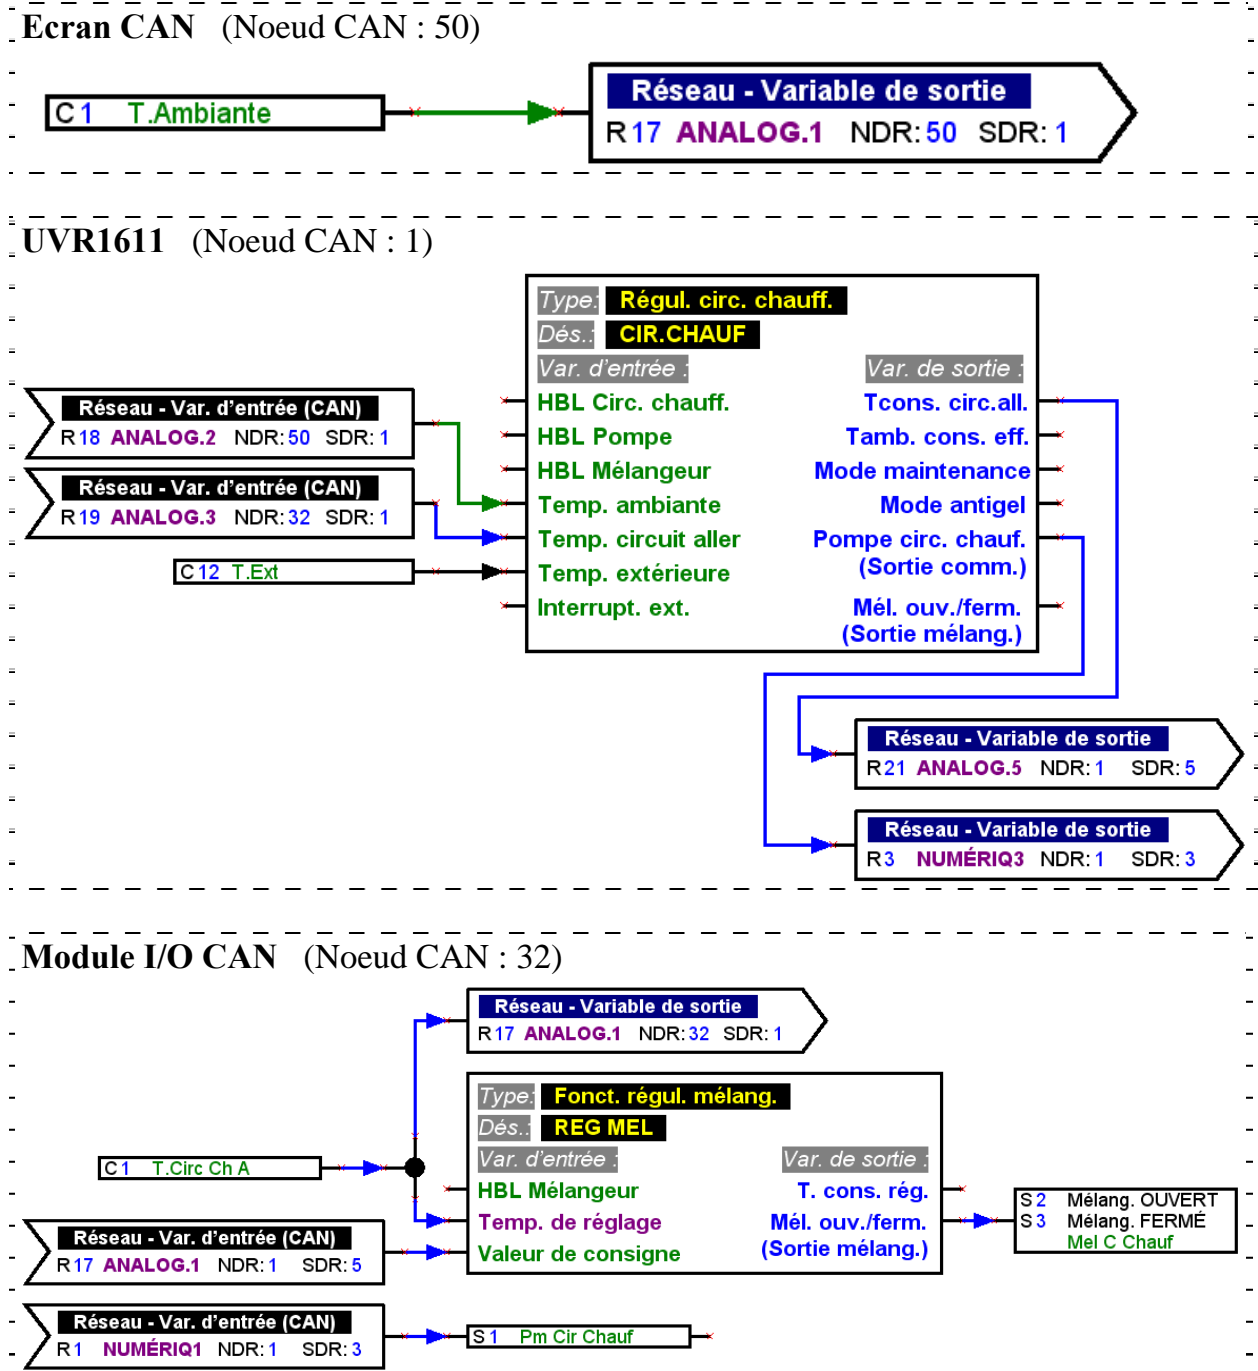 Ecran CAN (Noeud CAN : 50)
C 1 T.Ambiante
Réseau - Variable de sortie
R 17 ANALOG.1 NDR: 50 SDR: 1
UVR1611 (Noeud CAN : 1)
Type: Régul. circ. chauff.
Dés.: CIR.CHAUF
Var. d'entrée : Var. de sortie :
HBL Circ. chauff. Tcons. circ.all.
HBL Pompe Tamb. cons. eff.
HBL Mélangeur Mode maintenance
Temp. ambiante Mode antigel
Temp. circuit aller Pompe circ. chauf.
(Sortie comm.)
Temp. extérieure
Interrupt. ext. Mél. ouv./ferm.
(Sortie mélang.)
Réseau - Var. d'entrée (CAN)
R 18 ANALOG.2 NDR: 50 SDR: 1
Réseau - Var. d'entrée (CAN)
R 19 ANALOG.3 NDR: 32 SDR: 1
C 12 T.Ext
Réseau - Variable de sortie
R 21 ANALOG.5 NDR: 1 SDR: 5
Réseau - Variable de sortie
R 3 NUMÉRIQ3 NDR: 1 SDR: 3
Module I/O CAN (Noeud CAN : 32)
Réseau - Variable de sortie
R 17 ANALOG.1 NDR: 32 SDR: 1
Type: Fonct. régul. mélang.
Dés.: REG MEL
Var. d'entrée : Var. de sortie :
HBL Mélangeur T. cons. rég.
Temp. de réglage Mél. ouv./ferm.
Valeur de consigne (Sortie mélang.)
C 1 T.Circ Ch A
Réseau - Var. d'entrée (CAN)
R 17 ANALOG.1 NDR: 1 SDR: 5
S 2 Mélang. OUVERT
S 3 Mélang. FERMÉ
Mel C Chauf
Réseau - Var. d'entrée (CAN)
R 1 NUMÉRIQ1 NDR: 1 SDR: 3
S 1 Pm Cir Chauf